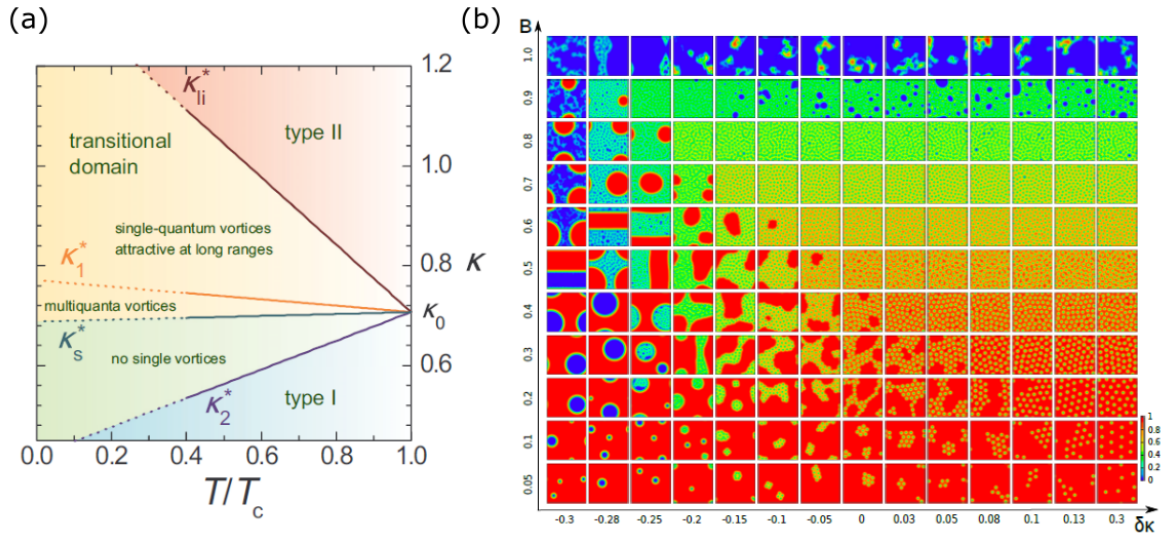 (a)
1.2
κ*li
type II
transitional
domain
1.0
single-quantum vortices
attractive at long ranges
κ*1
0.8
κ
multiquanta vortices
κ0
κ*s
no single vortices
0.6
κ*2
type I
0.0
0.2
0.4
0.6
0.8
1.0
T/Tc
(b)
B
1.0
0.9
0.8
0.7
0.6
0.5
0.4
0.3
0.2
0.1
0.05
1
0.8
0.6
0.4
0.2
0
-0.3
-0.28
-0.25
-0.2
-0.15
-0.1
-0.05
0
0.03
0.05
0.08
0.1
0.13
0.3
δκ